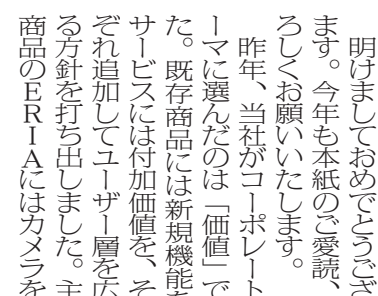 明けましておめでとうござ
ます。今年も本紙のご愛読、
ろしくお願いいたします。
昨年、当社がコーポレート
ーマに選んだのは「価値」で
た。既存商品には新規機能を
サービスには付加価値を、そ
ぞれ追加してユーザー層を広
る方針を打ち出しました。主
商品のERIAにはカメラを